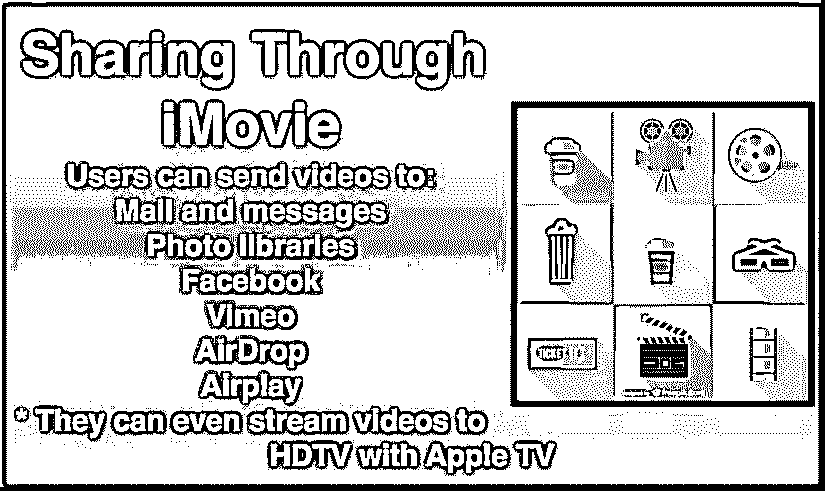 Sharing Through
iMovie
Users can send videos to:
Mail and messages
Photo libraries
Facebook
Vimeo
AirDrop
Airplay
* They can even stream videos to
HDTV with Apple TV
TICKET